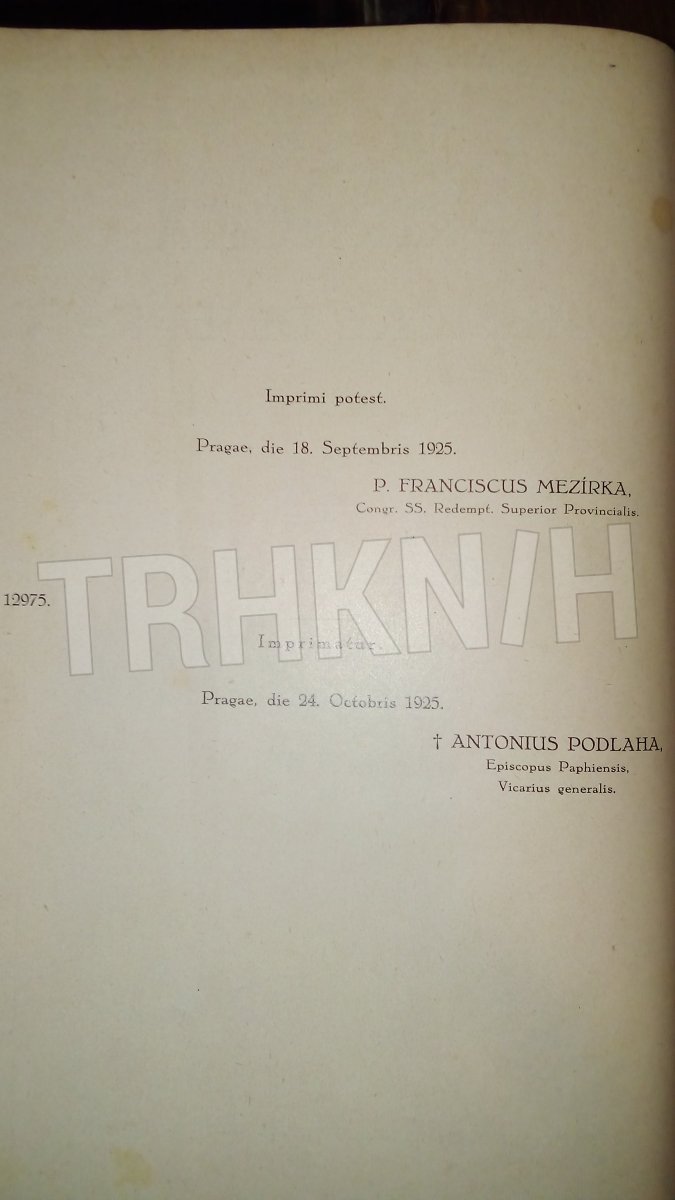 Imprimi potest.
Pragae, die 18. Septembris 1925.
P. FRANCISCUS MEZÍRKA,
Congr. SS. Redempt. Superior Provincialis.
TRHKNIH
12975.
Imprimatur.
Pragae, die 24. Octobris 1925.
† ANTONIUS PODLAHA,
Episcopus Paphiensis,
Vicarius generalis.